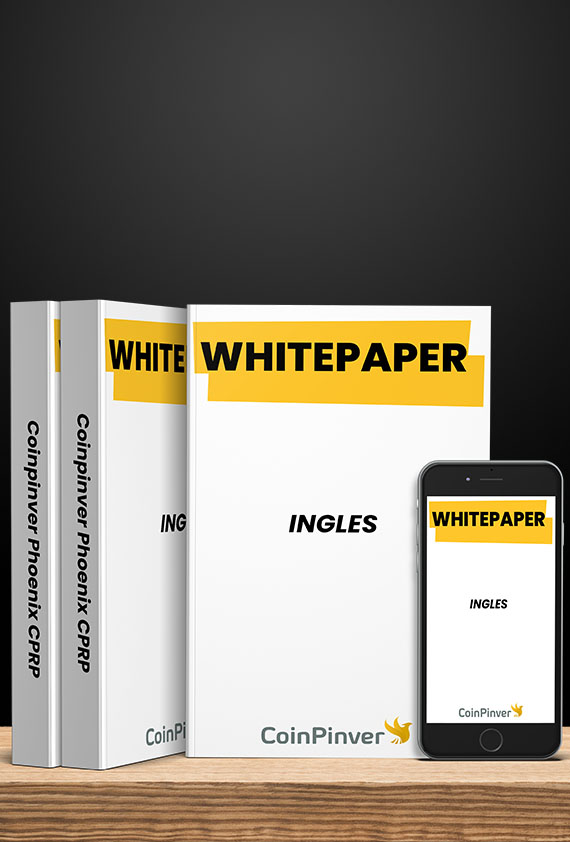 Coinpinver Phoenix CPRP
Coinpinver Phoenix CPRP
WHITE
ING
CoinPi
WHITEPAPER
INGLES
CoinPinver
WHITEPAPER
INGLES
CoinPinver